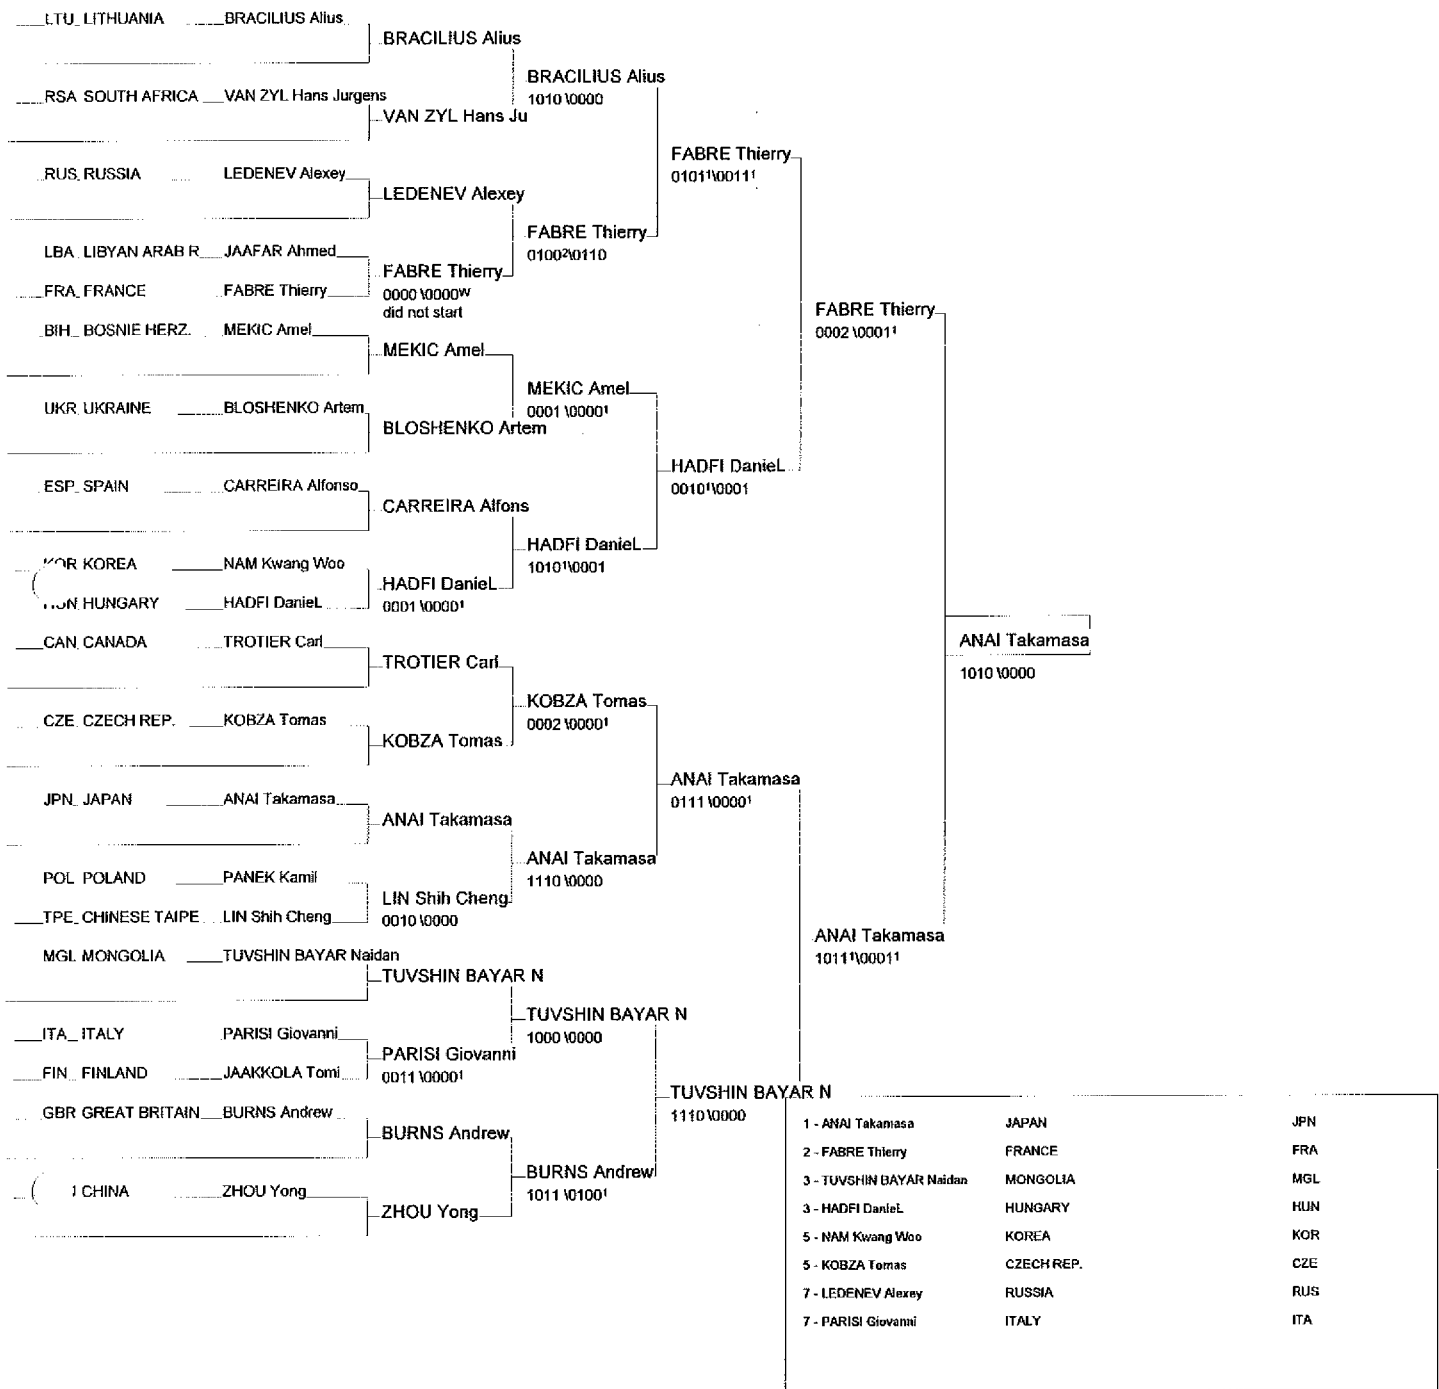 LTU LITHUANIA BRACILIUS Alius
BRACILIUS Alius
BRACILIUS Alius
1010\0000
RSA SOUTH AFRICA VAN ZYL Hans Jurgens
VAN ZYL Hans Ju
FABRE Thierry
0101¹\0011¹
RUS RUSSIA LEDENEV Alexey
LEDENEV Alexey
FABRE Thierry
0100²\0110
LBA LIBYAN ARAB R JAAFAR Ahmed
FABRE Thierry
0000\0000W
did not start
FRA FRANCE FABRE Thierry
FABRE Thierry
0002\0001¹
BIH BOSNIE HERZ. MEKIC Amel
MEKIC Amel
MEKIC Amel
0001\0000¹
UKR UKRAINE BLOSHENKO Artem
BLOSHENKO Artem
HADFI DanieL
0010¹\0001
ESP SPAIN CARREIRA Alfonso
CARREIRA Alfons
HADFI DanieL
1010¹\0001
KOREA NAM Kwang Woo
HADFI DanieL
0001\0000¹
HUNGARY HADFI DanieL
CAN CANADA TROTIER Carl
TROTIER Carl
ANAI Takamasa
1010\0000
KOBZA Tomas
0002\0000¹
CZE CZECH REP. KOBZA Tomas
KOBZA Tomas
ANAI Takamasa
0111\0000¹
JPN JAPAN ANAI Takamasa
ANAI Takamasa
ANAI Takamasa
1110\0000
POL POLAND PANEK Kamil
LIN Shih Cheng
0010\0000
TPE CHINESE TAIPE LIN Shih Cheng
ANAI Takamasa
1011¹\0001¹
MGL MONGOLIA TUVSHIN BAYAR Naidan
TUVSHIN BAYAR N
TUVSHIN BAYAR N
1000\0000
ITA ITALY PARISI Giovanni
PARISI Giovanni
0011\0000¹
FIN FINLAND JAAKKOLA Tomi
TUVSHIN BAYAR N
1110\0000
GBR GREAT BRITAIN BURNS Andrew
BURNS Andrew
BURNS Andrew
1011\0100¹
CHINA ZHOU Yong
ZHOU Yong
1 - ANAI Takamasa JAPAN JPN
2 - FABRE Thierry FRANCE FRA
3 - TUVSHIN BAYAR Naidan MONGOLIA MGL
3 - HADFI DanieL HUNGARY HUN
5 - NAM Kwang Woo KOREA KOR
5 - KOBZA Tomas CZECH REP. CZE
7 - LEDENEV Alexey RUSSIA RUS
7 - PARISI Giovanni ITALY ITA